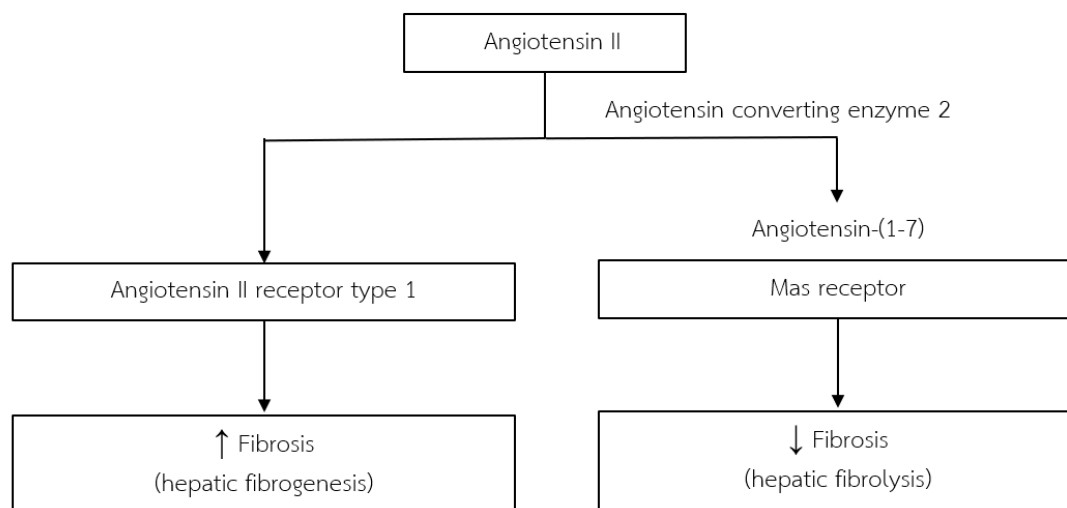 Angiotensin II
Angiotensin converting enzyme 2
Angiotensin-(1-7)
Angiotensin II receptor type 1
Mas receptor
↑ Fibrosis
(hepatic fibrogenesis)
↓ Fibrosis
(hepatic fibrolysis)